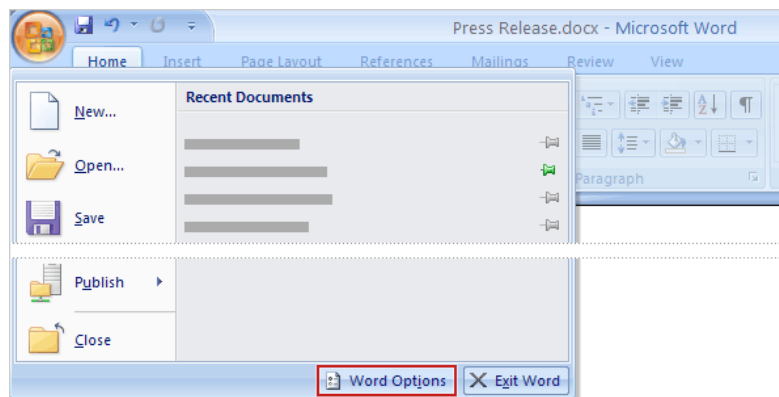 Press Release.docx - Microsoft Word
Home Insert Page Layout References Mailings Review View
Recent Documents
New...
Open...
Save
Paragraph
Publish
Close
Word Options Exit Word